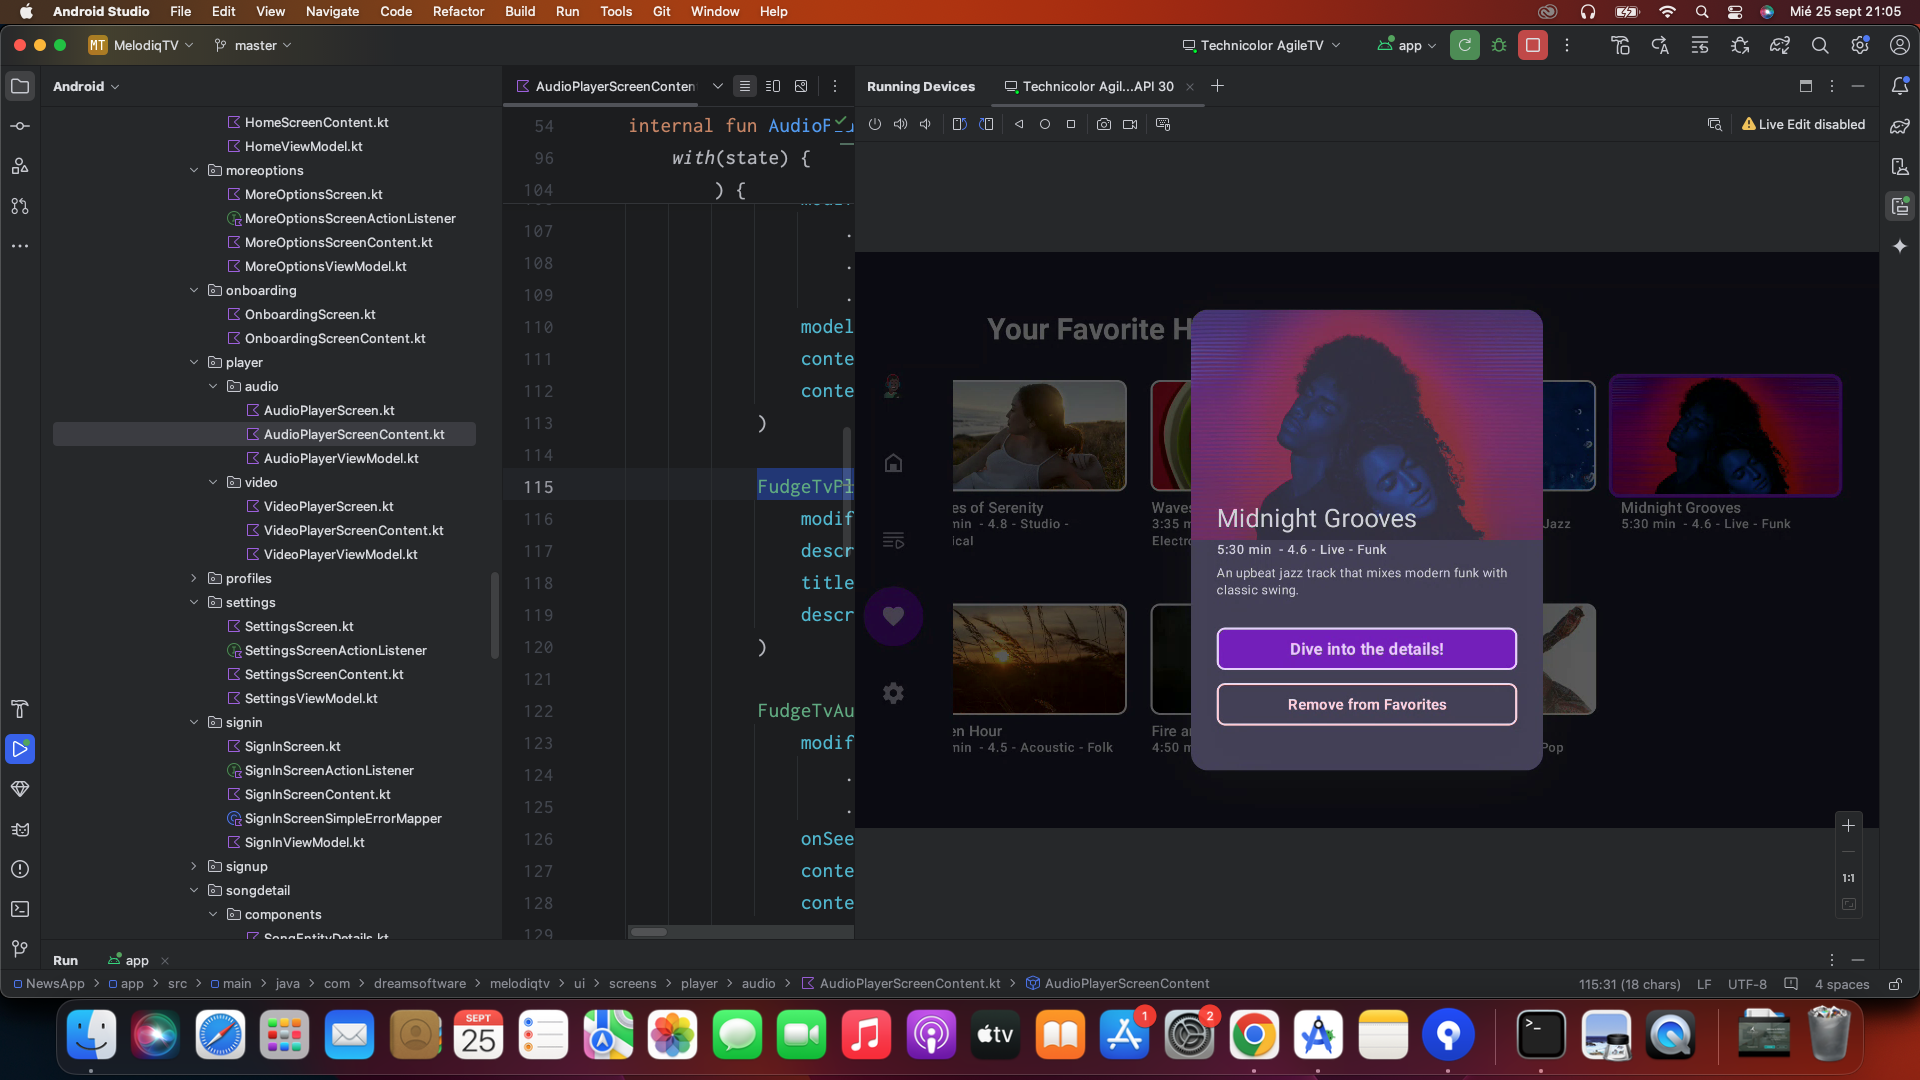 Android Studio File Edit View Navigate Code Refactor Build Run Tools Git Window Help Mié 25 sept 21:05
MT MelodiqTV master Technicolor AgileTV app
Android AudioPlayerScreenConten Running Devices Technicolor Agil...API 30
Live Edit disabled
HomeScreenContent.kt
HomeViewModel.kt
moreoptions
MoreOptionsScreen.kt
MoreOptionsScreenActionListener
MoreOptionsScreenContent.kt
MoreOptionsViewModel.kt
onboarding
OnboardingScreen.kt
OnboardingScreenContent.kt
player
audio
AudioPlayerScreen.kt
AudioPlayerScreenContent.kt
AudioPlayerViewModel.kt
video
VideoPlayerScreen.kt
VideoPlayerScreenContent.kt
VideoPlayerViewModel.kt
profiles
settings
SettingsScreen.kt
SettingsScreenActionListener
SettingsScreenContent.kt
SettingsViewModel.kt
signin
SignInScreen.kt
SignInScreenActionListener
SignInScreenContent.kt
SignInScreenSimpleErrorMapper
SignInViewModel.kt
signup
songdetail
components
SongEntityDetails.kt
54 internal fun AudioP
96 with(state) {
104 ) {
107 .
108 .
109 .
110 model
111 conte
112 conte
113 )
114
115 FudgeTvPl
116 modif
117 descr
118 title
119 descr
120 )
121
122 FudgeTvAu
123 modif
124 .
125 .
126 onSee
127 conte
128 conte
129
Your Favorite H
es of Serenity
min - 4.8 - Studio -
ical
Waves
3:35 m
Electro
Jazz
Midnight Grooves
5:30 min - 4.6 - Live - Funk
en Hour
min - 4.5 - Acoustic - Folk
Fire an
4:50 m
Pop
Midnight Grooves
5:30 min - 4.6 - Live - Funk
An upbeat jazz track that mixes modern funk with
classic swing.
Dive into the details!
Remove from Favorites
1:1
Run app
NewsApp > app > src > main > java > com > dreamsoftware > melodiqtv > ui > screens > player > audio > AudioPlayerScreenContent.kt > AudioPlayerScreenContent 115:31 (18 chars) LF UTF-8 4 spaces
SEPT
25
tv
1
2